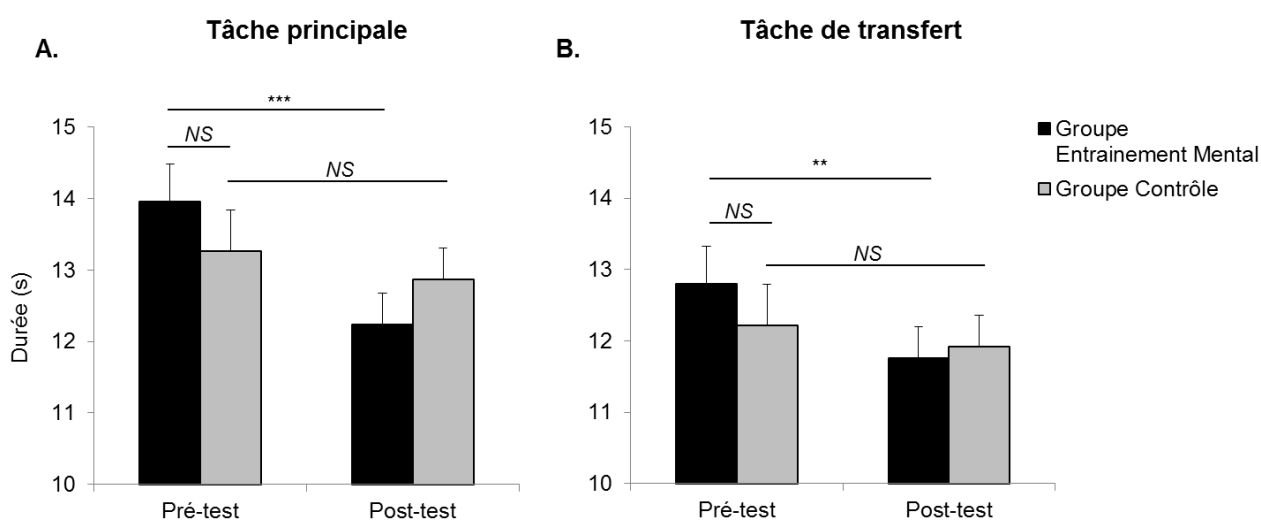 Tâche principale
A.
***
NS
NS
15
14
13
12
11
10
Durée (s)
Pré-test
Post-test
Tâche de transfert
B.
**
NS
NS
15
14
13
12
11
10
Pré-test
Post-test
Groupe
Entrainement Mental
Groupe Contrôle